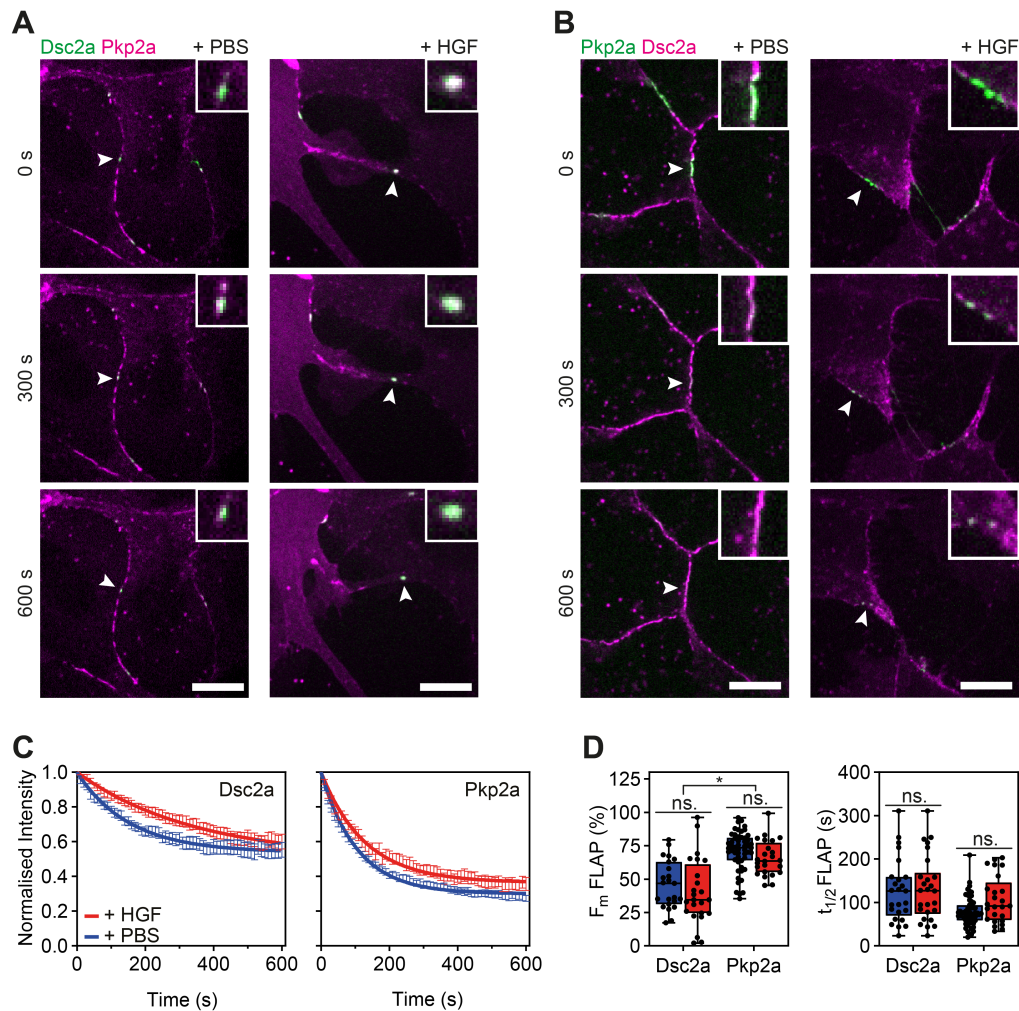 A
Dsc2a Pkp2a + PBS + HGF
0 s
300 s
600 s
B
Pkp2a Dsc2a + PBS + HGF
0 s
300 s
600 s
C
Normalised Intensity
1.0
0.8
0.6
0.4
0.2
0.0
Dsc2a
+ HGF
+ PBS
0 200 400 600
Time (s)
Pkp2a
0 200 400 600
Time (s)
D
Fm FLAP (%)
125
100
75
50
25
0
*
ns. ns.
Dsc2a Pkp2a
t1/2 FLAP (s)
400
300
200
100
0
ns.
ns.
Dsc2a Pkp2a